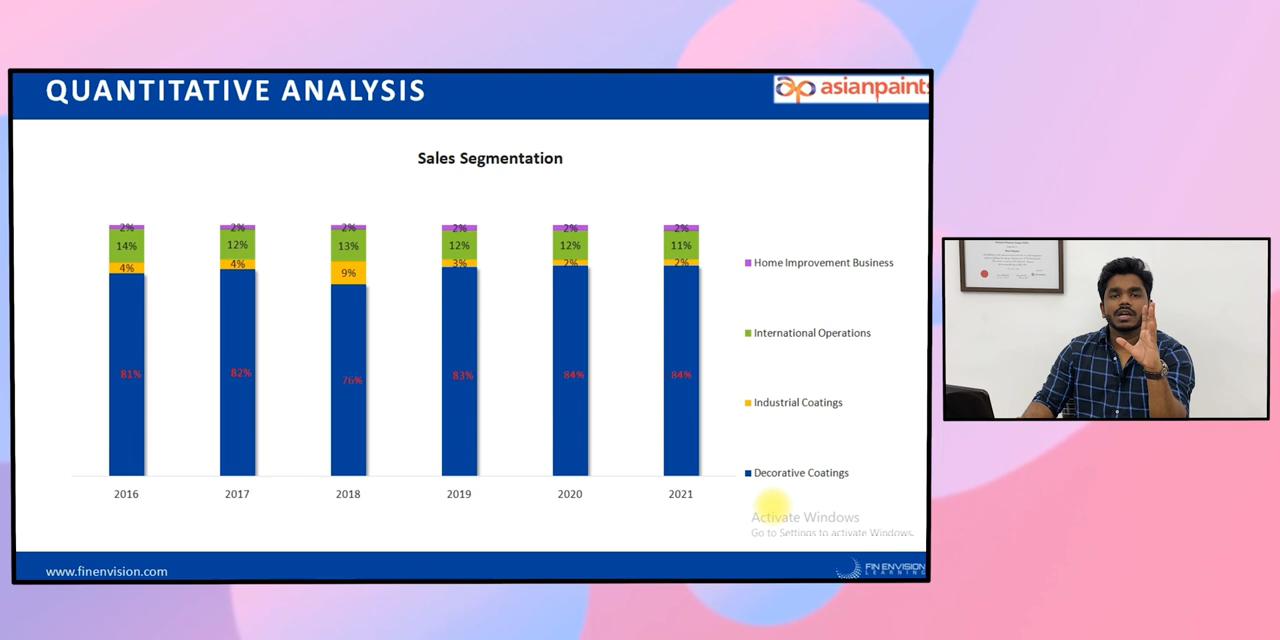 QUANTITATIVE ANALYSIS
asianpaints
Sales Segmentation
2% 2% 2% 2% 2% 2%
14% 12% 13% 12% 12% 11%
4% 4% 9% 3% 2% 2%
81% 82% 76% 83% 84% 84%
2016 2017 2018 2019 2020 2021
Home Improvement Business
International Operations
Industrial Coatings
Decorative Coatings
Activate Windows
Go to Settings to activate Windows.
www.finenvision.com
FIN ENVISION
LEARNING